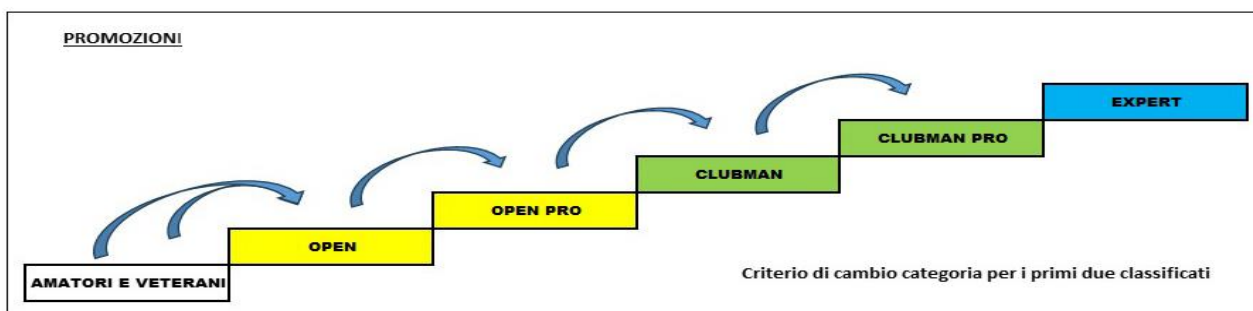 PROMOZIONI
EXPERT
CLUBMAN PRO
CLUBMAN
OPEN PRO
OPEN
AMATORI E VETERANI
Criterio di cambio categoria per i primi due classificati